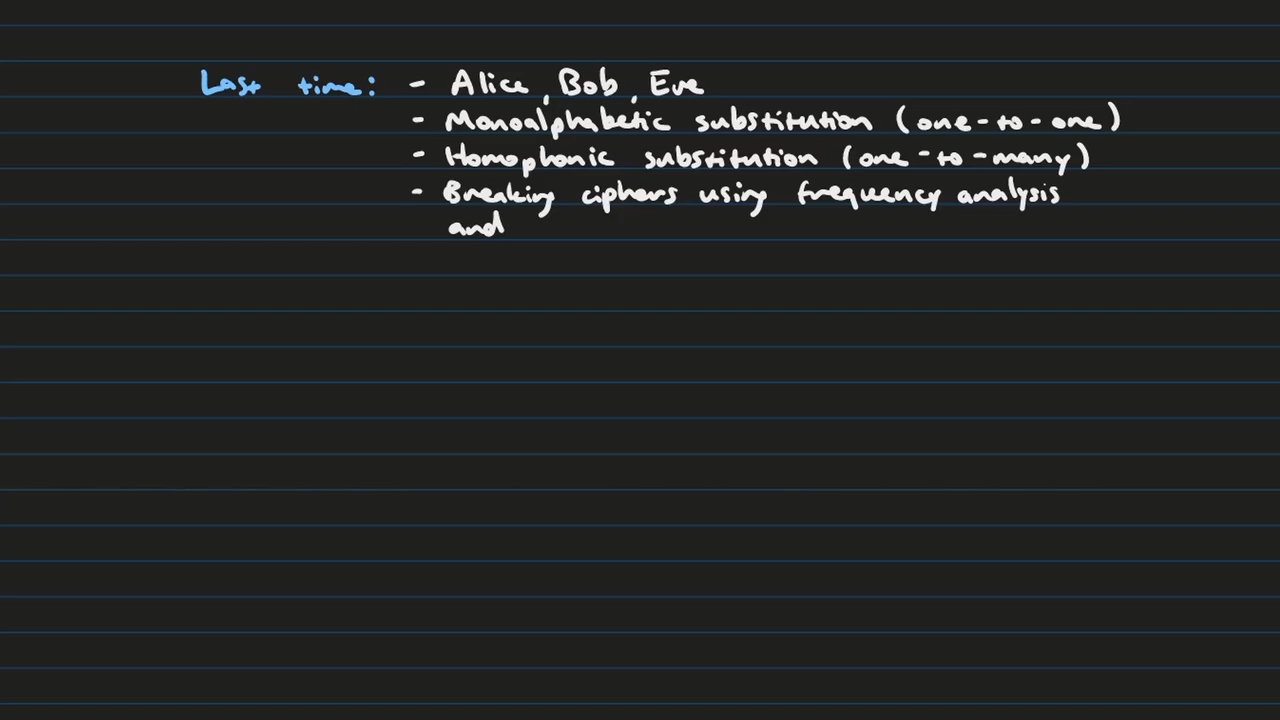 Last time: - Alice, Bob, Eve
- Monoalphabetic substitution (one-to-one)
- Homophonic substitution (one-to-many)
- Breaking ciphers using frequency analysis
and